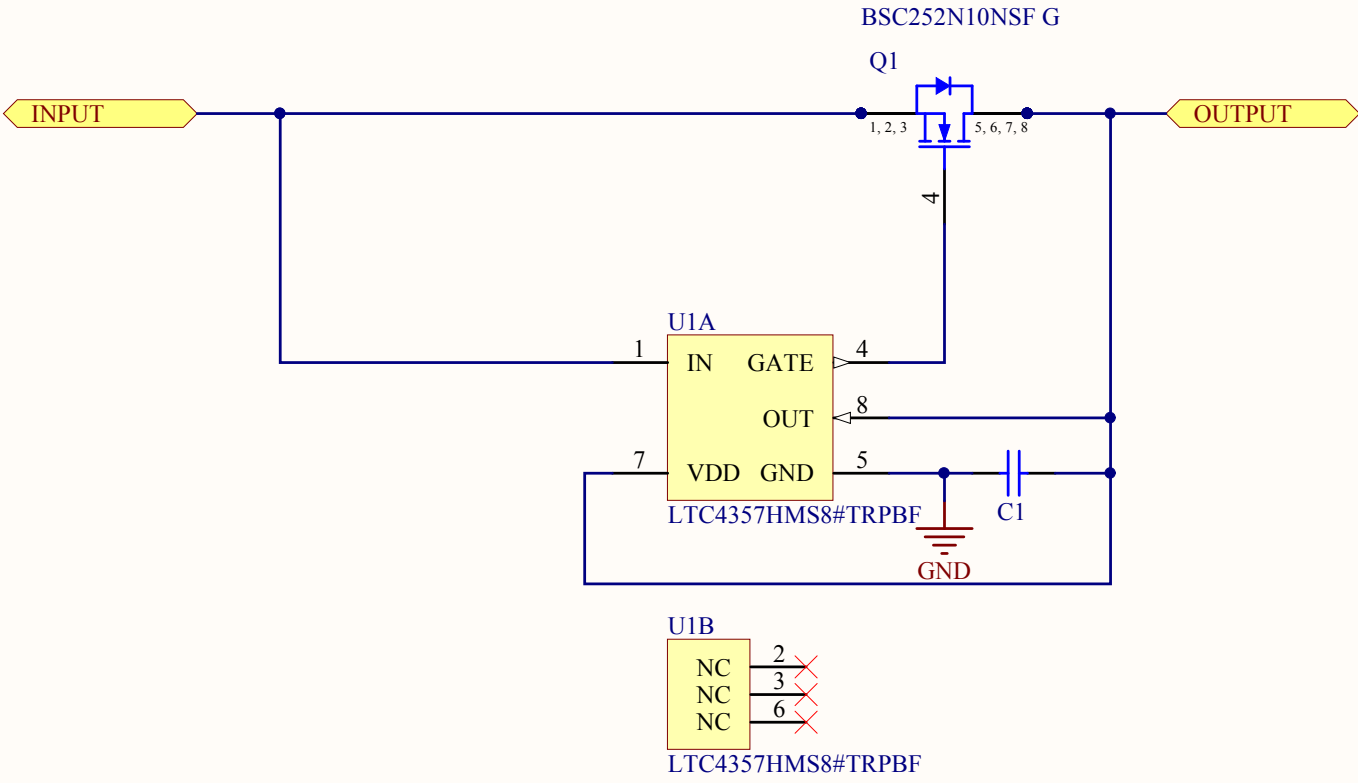 BSC252N10NSF G
Q1
INPUT
OUTPUT
1, 2, 3
5, 6, 7, 8
4
U1A
1
IN
GATE
4
OUT
8
7
VDD
GND
5
LTC4357HMS8#TRPBF
C1
GND
U1B
NC
2
NC
3
NC
6
LTC4357HMS8#TRPBF